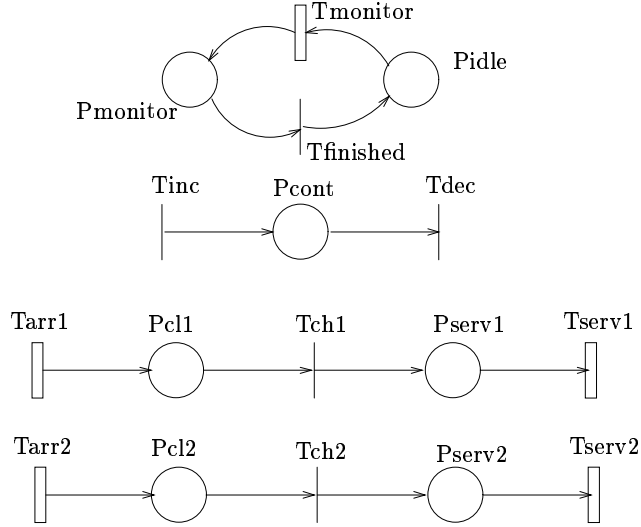 Tmonitor
Pidle
Pmonitor
Tfinished
Tinc Pcont Tdec
Tarr1 Pcl1 Tch1 Pserv1 Tserv1
Tarr2 Pcl2 Tch2 Pserv2 Tserv2